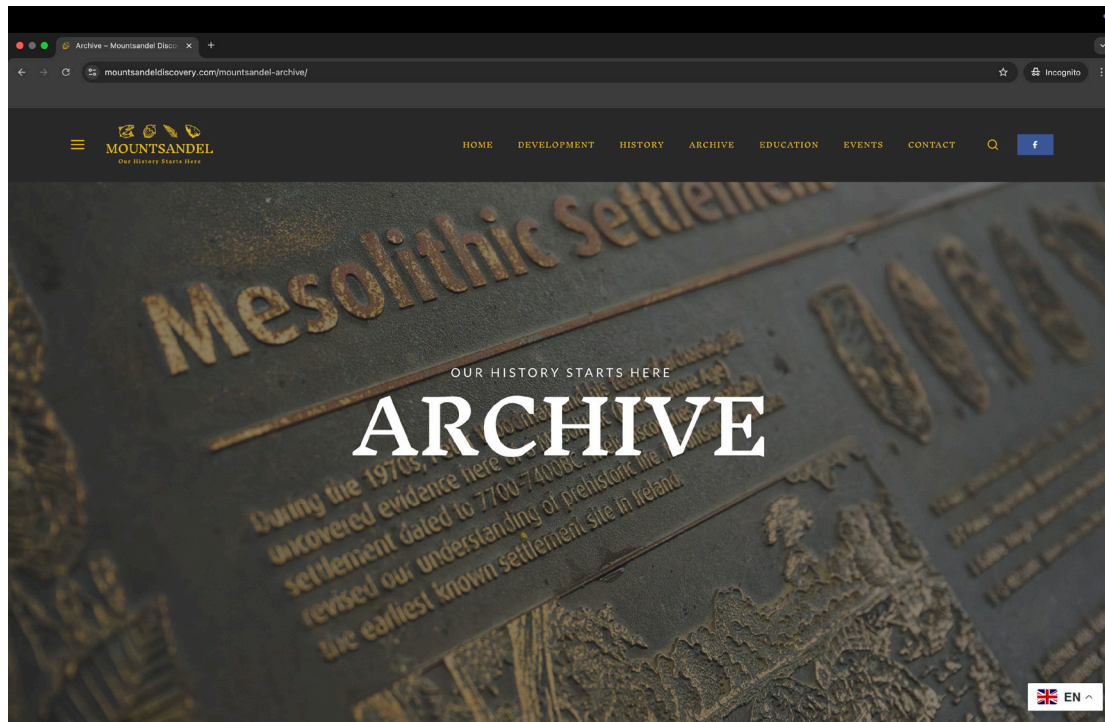 Archive – Mountsandel Disco
mountsandeldiscovery.com/mountsandel-archive/
Incognito
MOUNTSANDEL
Our History Starts Here
HOME DEVELOPMENT HISTORY ARCHIVE EDUCATION EVENTS CONTACT
f
Mesolithic Settlement
OUR HISTORY STARTS HERE
ARCHIVE
During the 1970s,
uncovered evidence here of
settlement dated to 7700-7400BC.
revised our understanding of prehistoric life
the earliest known settlement site in Ireland.
EN